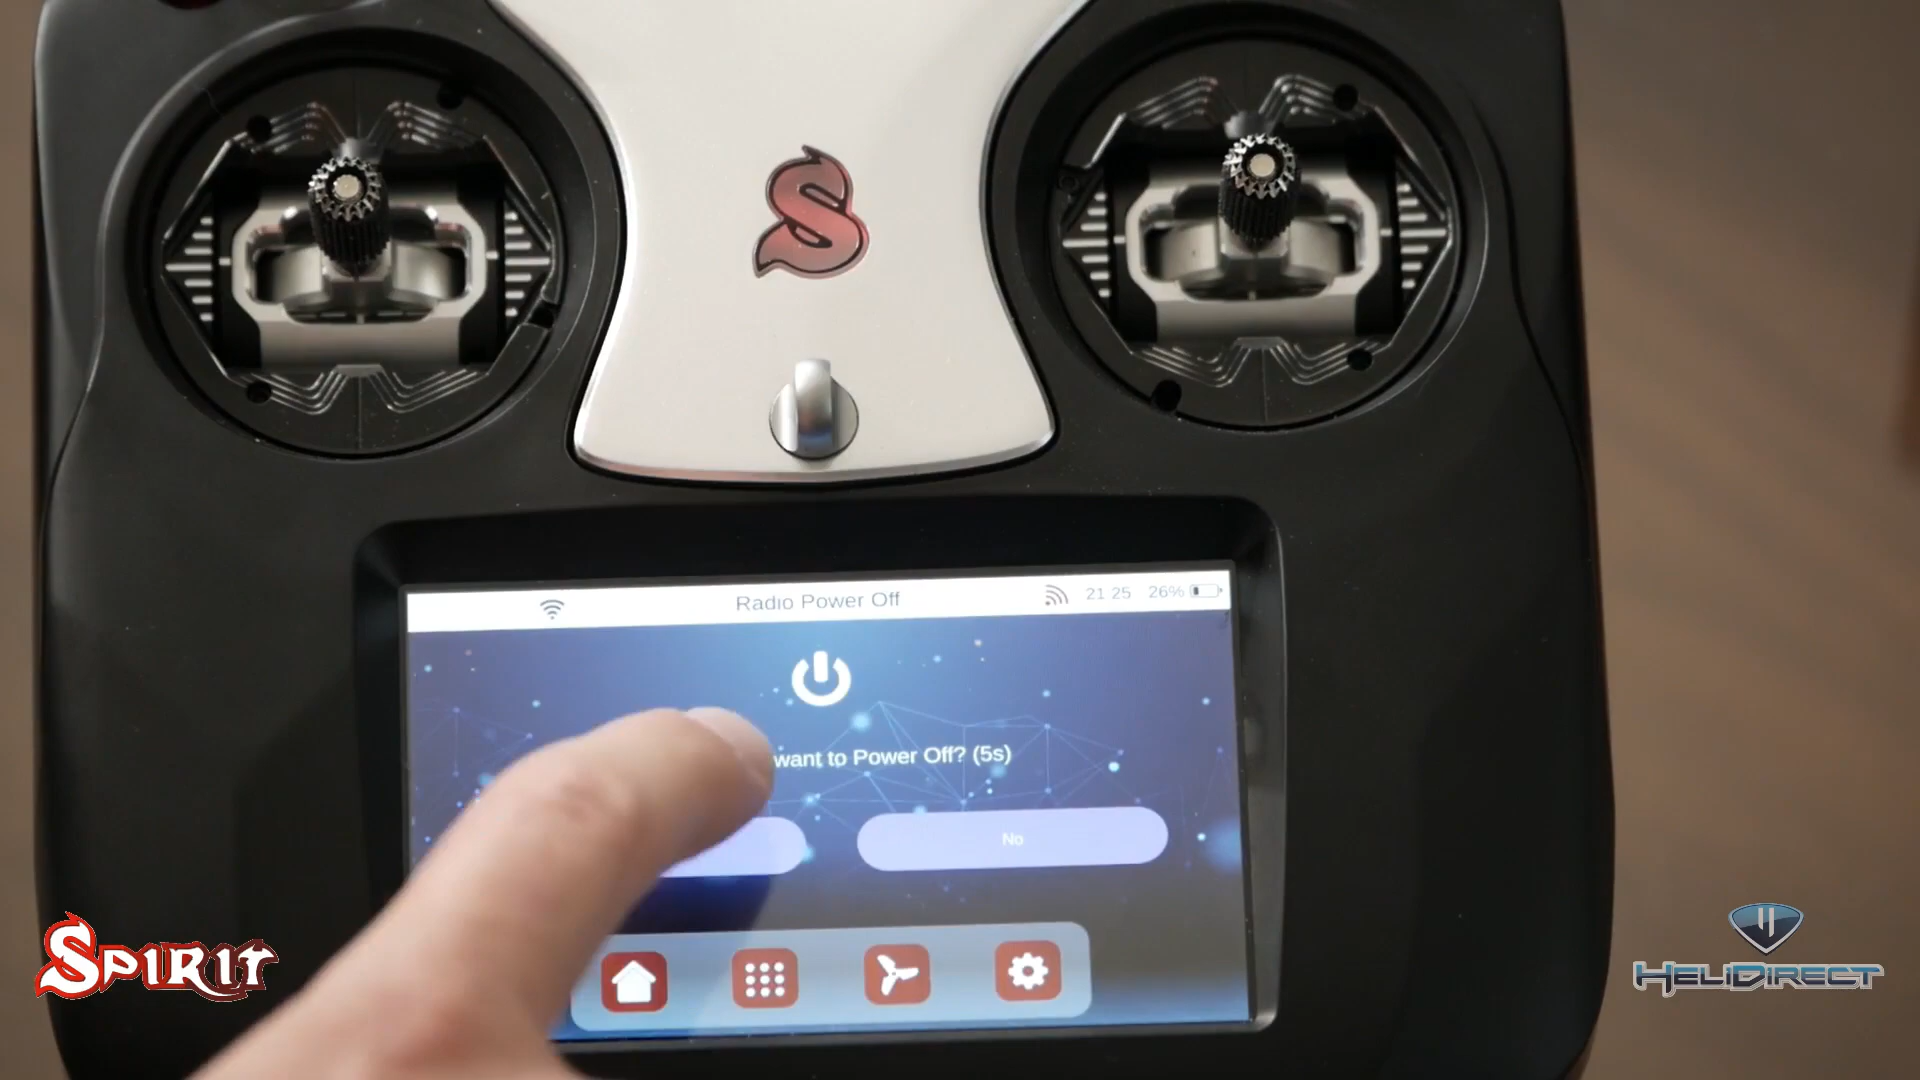 S
Radio Power Off
21 25 26%
want to Power Off? (5s)
No
SPIRIT
HELIDIRECT